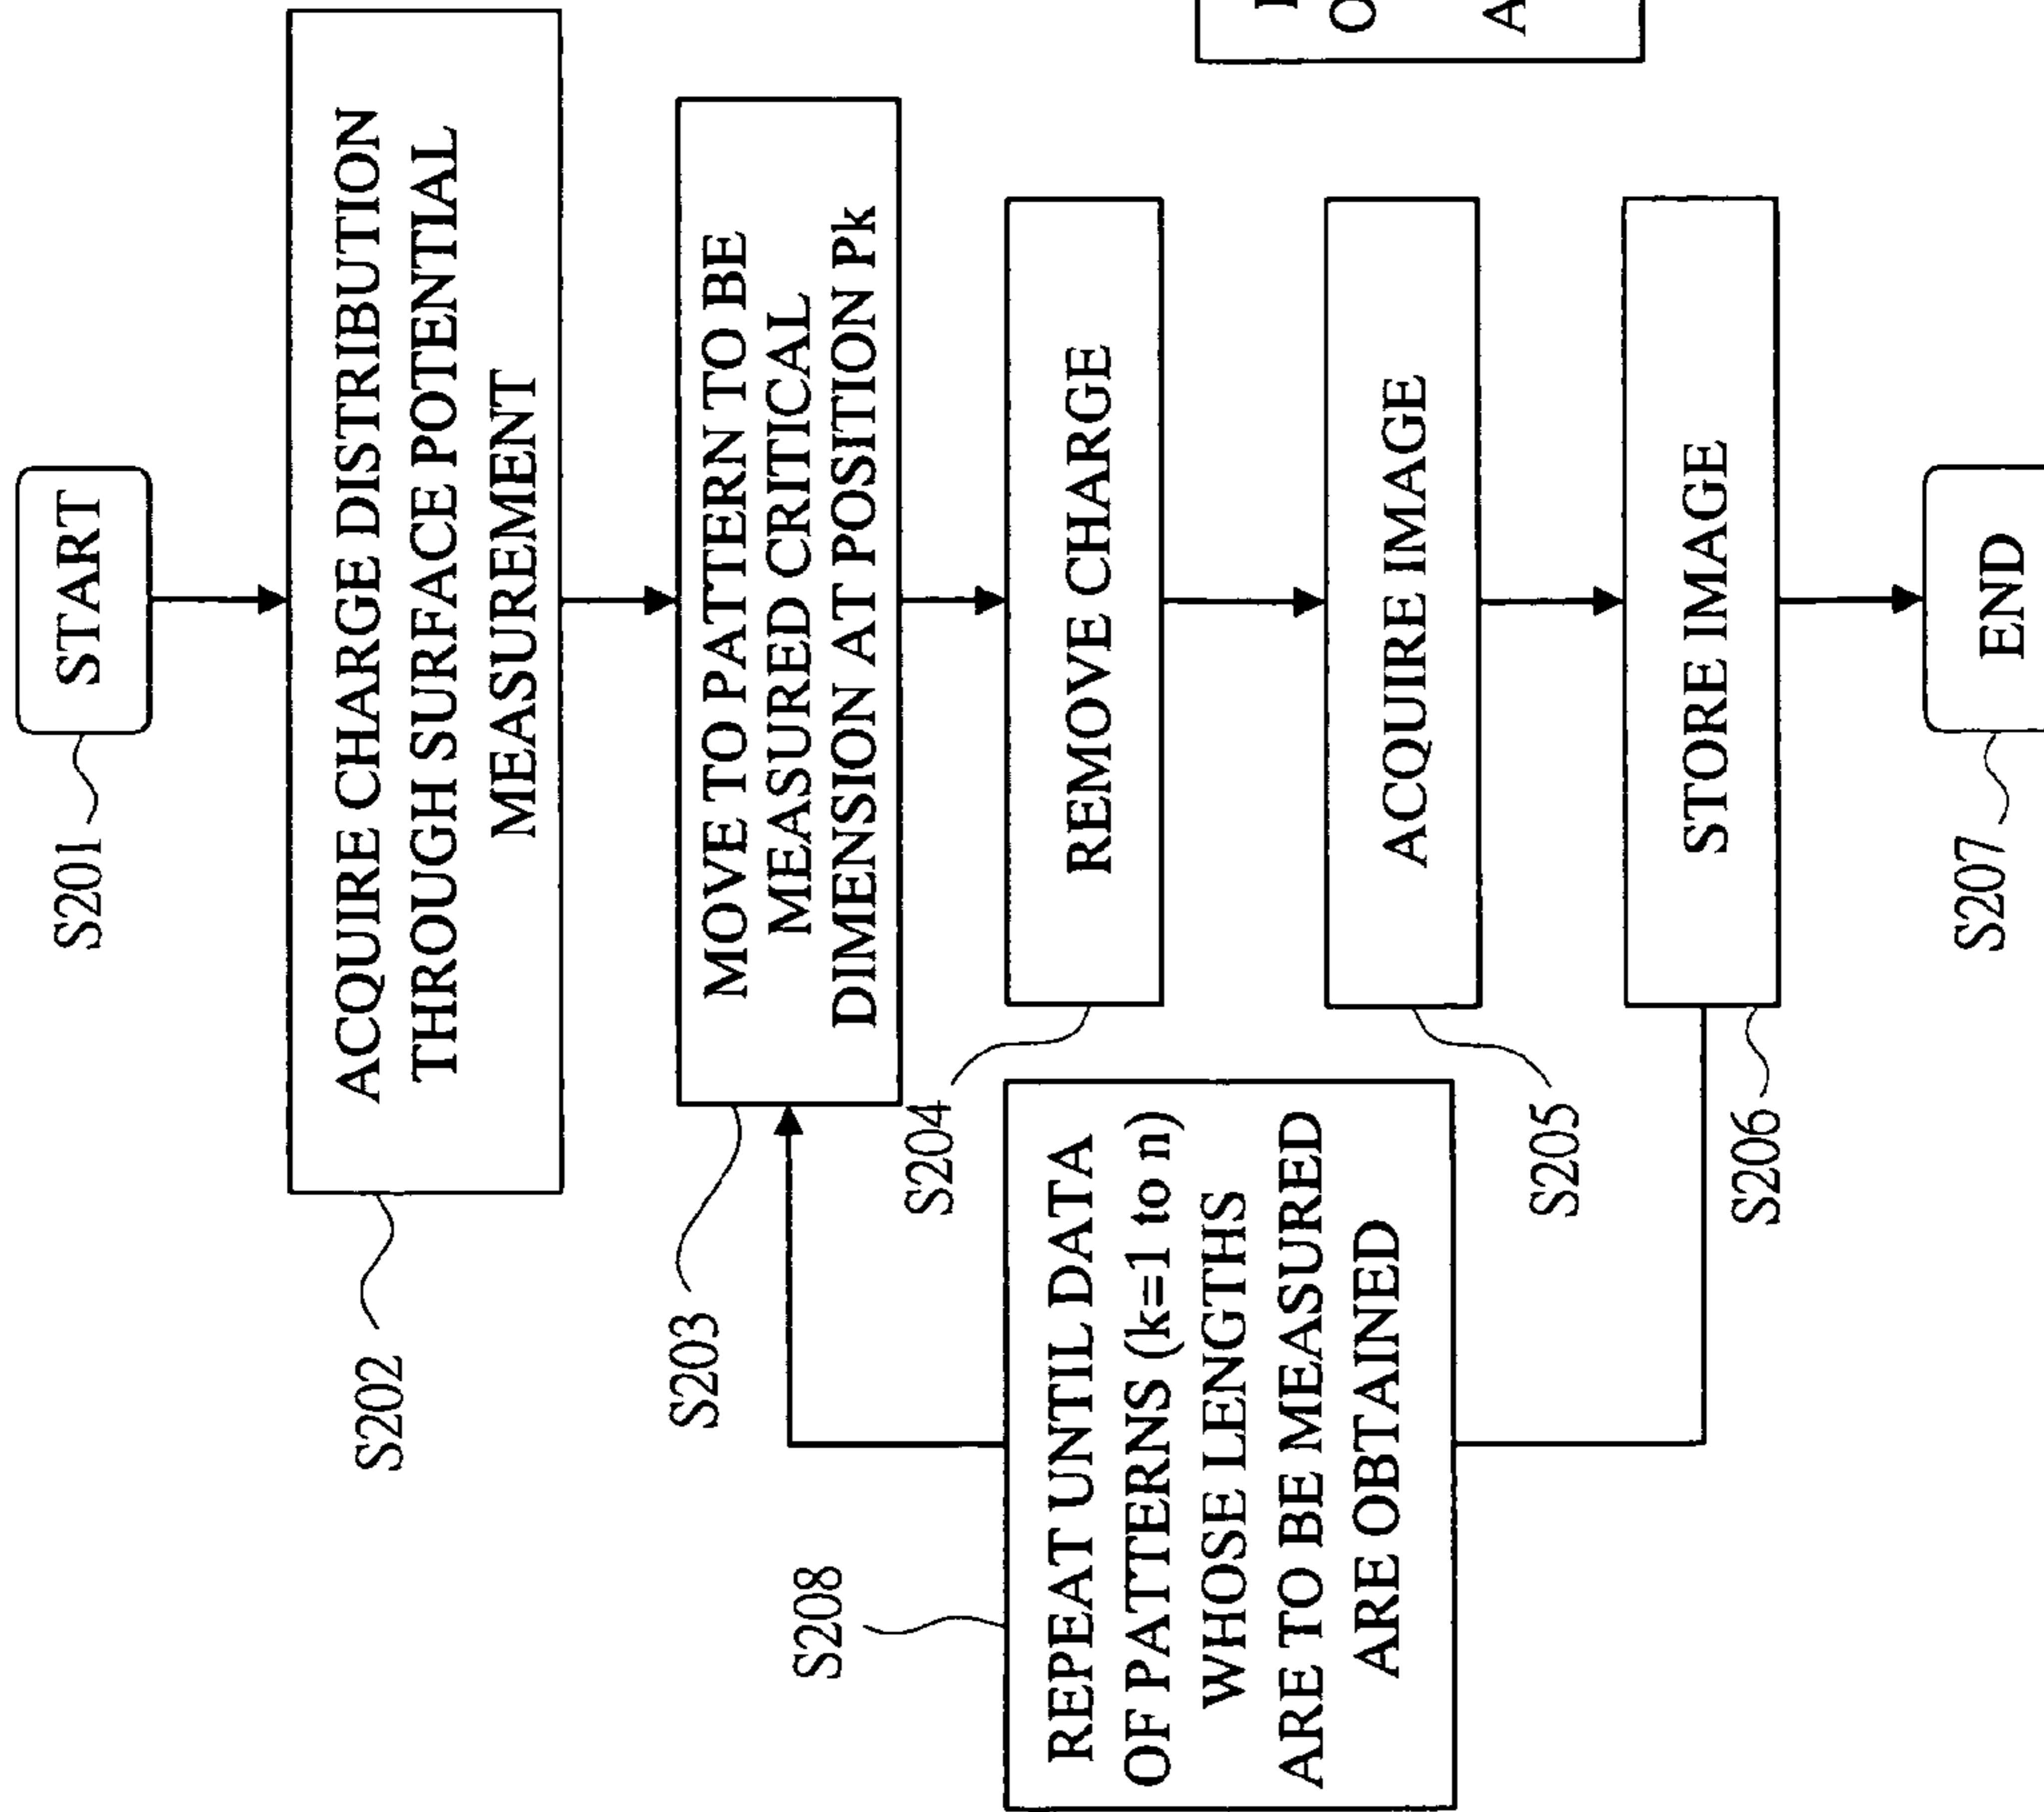 START
S201
ACQUIRE CHARGE DISTRIBUTION
THROUGH SURFACE POTENTIAL
MEASUREMENT
S202
MOVE TO PATTERN TO BE
MEASURED CRITICAL
DIMENSION AT POSITION Pk
S203
REMOVE CHARGE
S204
ACQUIRE IMAGE
S205
STORE IMAGE
S206
END
S207
REPEAT UNTIL DATA
OF PATTERNS (k=1 to n)
WHOSE LENGTHS
ARE TO BE MEASURED
ARE OBTAINED
S208
O
A